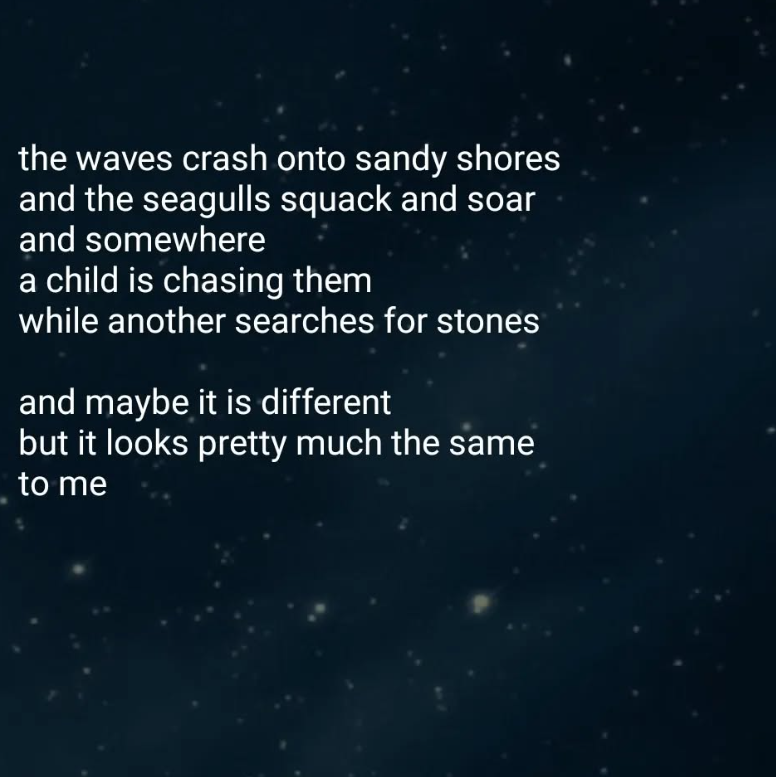 the waves crash onto sandy shores
and the seagulls squack and soar
and somewhere
a child is chasing them
while another searches for stones
and maybe it is different
but it looks pretty much the same
to me